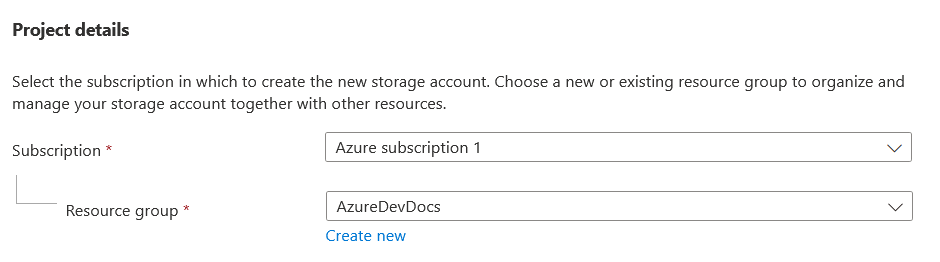 Project details
Select the subscription in which to create the new storage account. Choose a new or existing resource group to organize and
manage your storage account together with other resources.
Subscription *
Azure subscription 1
Resource group *
AzureDevDocs
Create new